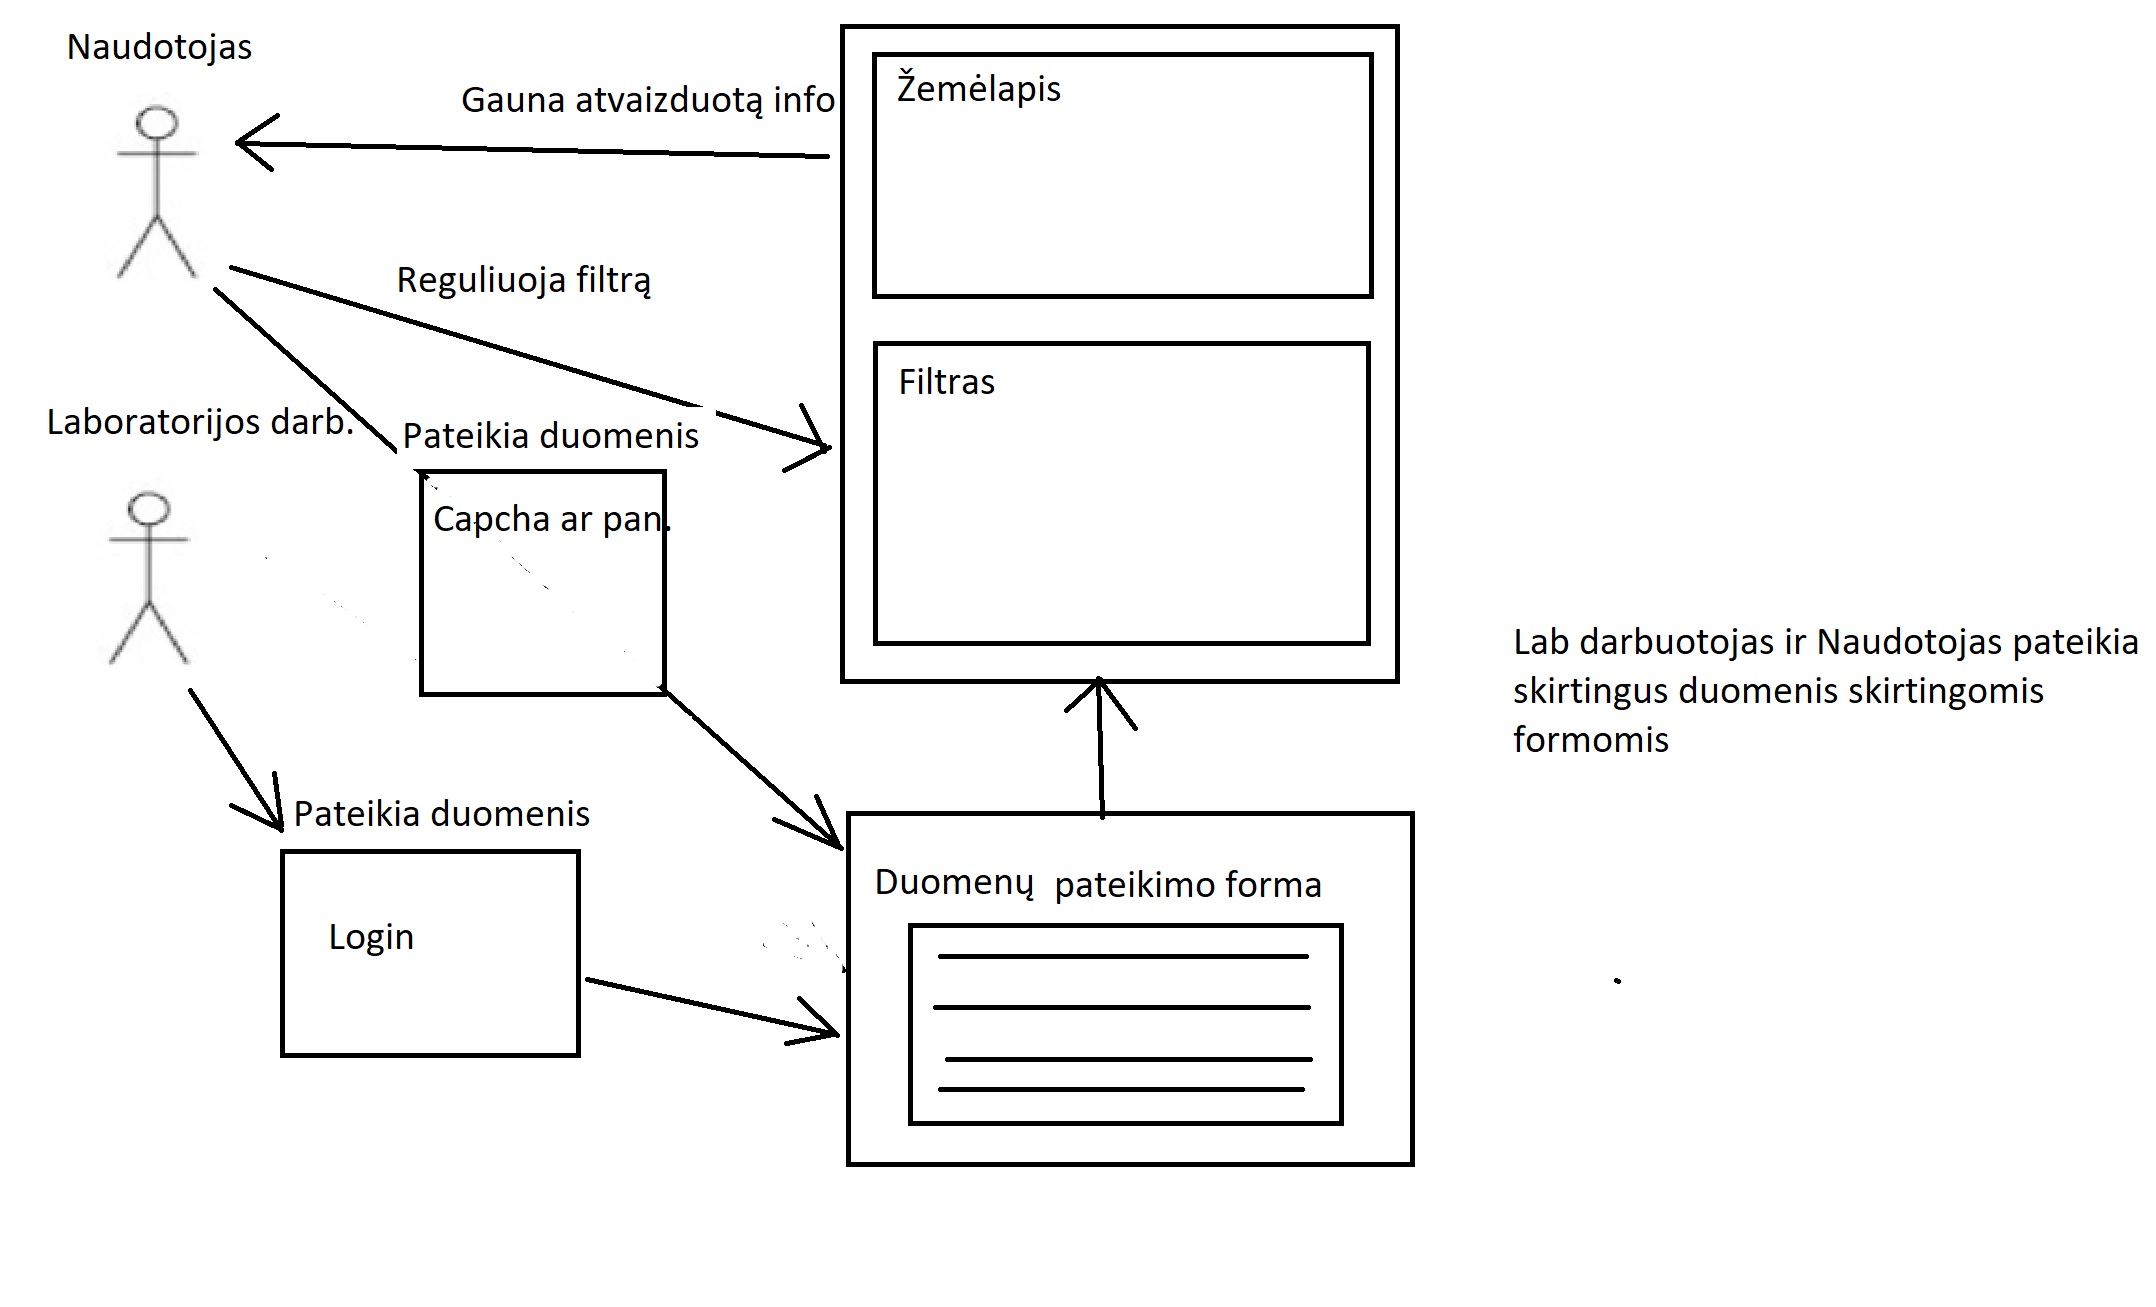 Naudotojas
Gauna atvaizduotą info
Žemėlapis
Reguliuoja filtrą
Filtras
Laboratorijos darb.
Pateikia duomenis
Capcha ar pan.
Lab darbuotojas ir Naudotojas pateikia
skirtingus duomenis skirtingomis
formomis
Pateikia duomenis
Login
Duomenų pateikimo forma